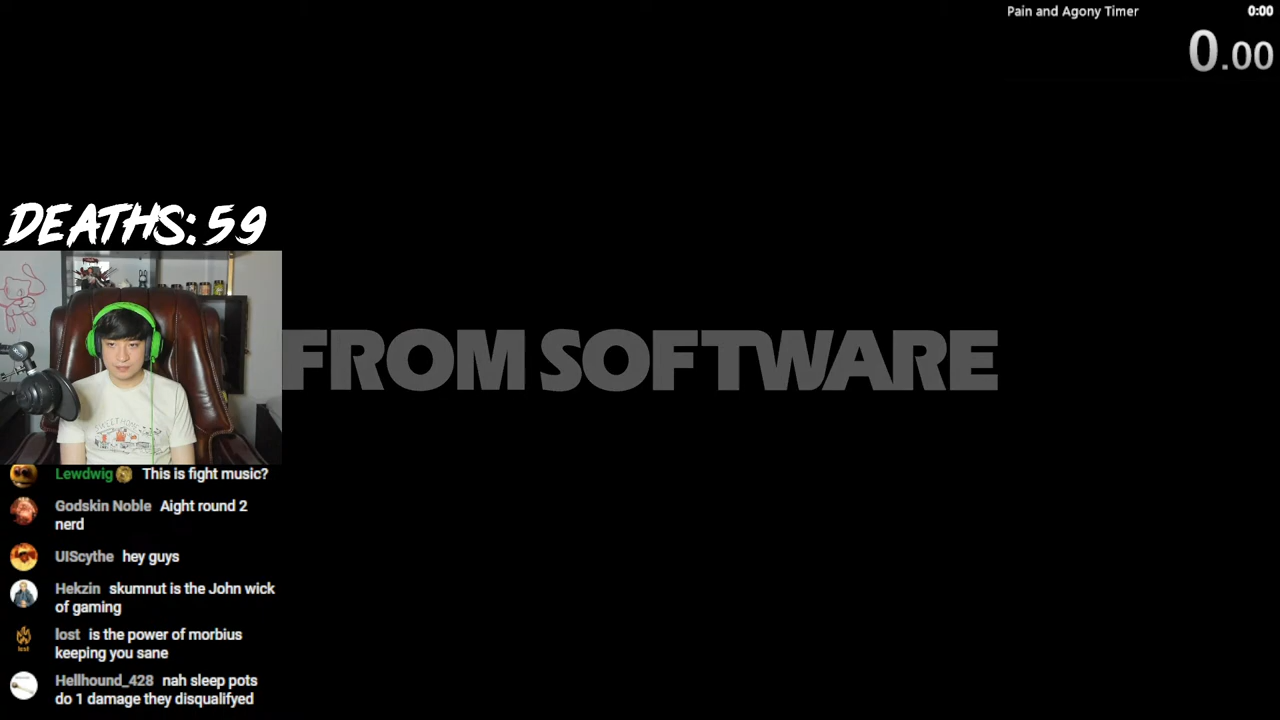 Pain and Agony Timer 0:00
0.00
DEATHS: 59
FROM SOFTWARE
Lewdwig This is fight music?
Godskin Noble Aight round 2
nerd
UIScythe hey guys
Hekzin skumnut is the John wick
of gaming
lost is the power of morbius
keeping you sane
Hellhound_428 nah sleep pots
do 1 damage they disqualifyed